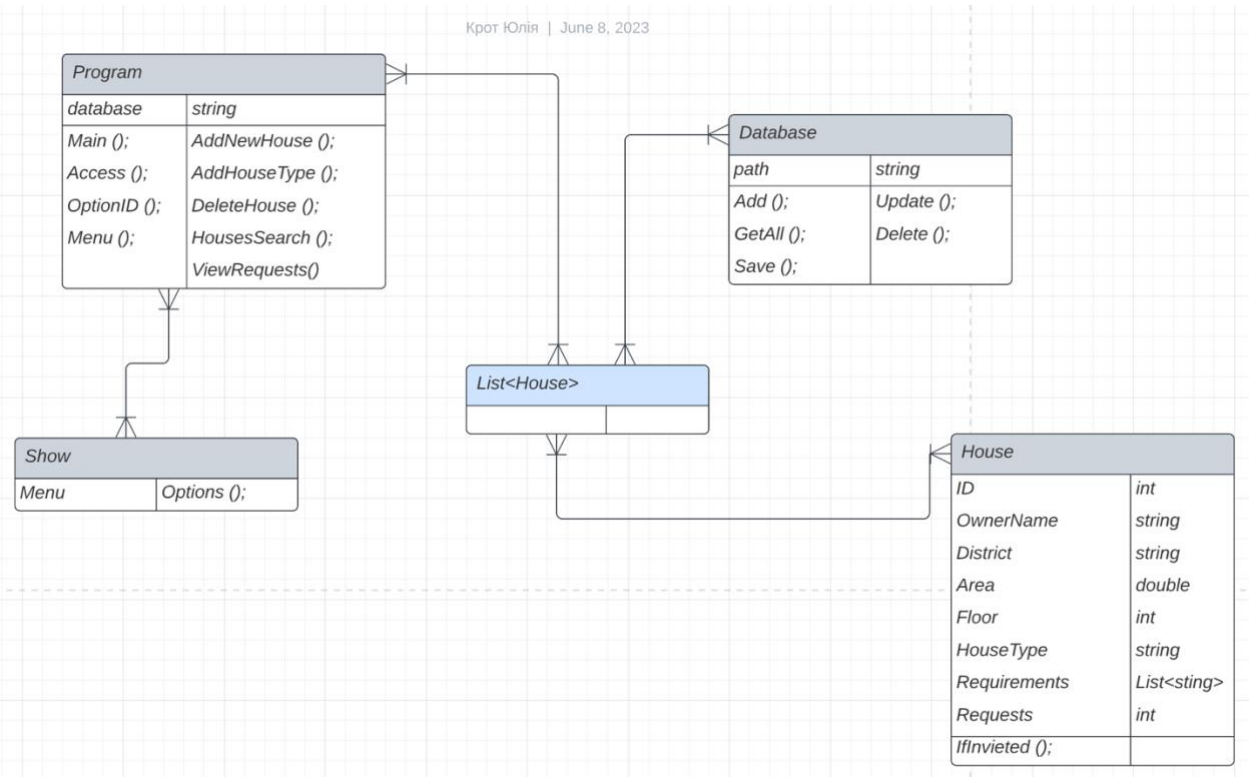 Крот Юлія | June 8, 2023
Program
database string
Main (); AddNewHouse ();
Access (); AddHouseType ();
OptionID (); DeleteHouse ();
Menu (); HousesSearch ();
ViewRequests()
Database
path string
Add (); Update ();
GetAll (); Delete ();
Save ();
List<House>
Show
Menu Options ();
House
ID int
OwnerName string
District string
Area double
Floor int
HouseType string
Requirements List<sting>
Requests int
IfInvieted ();